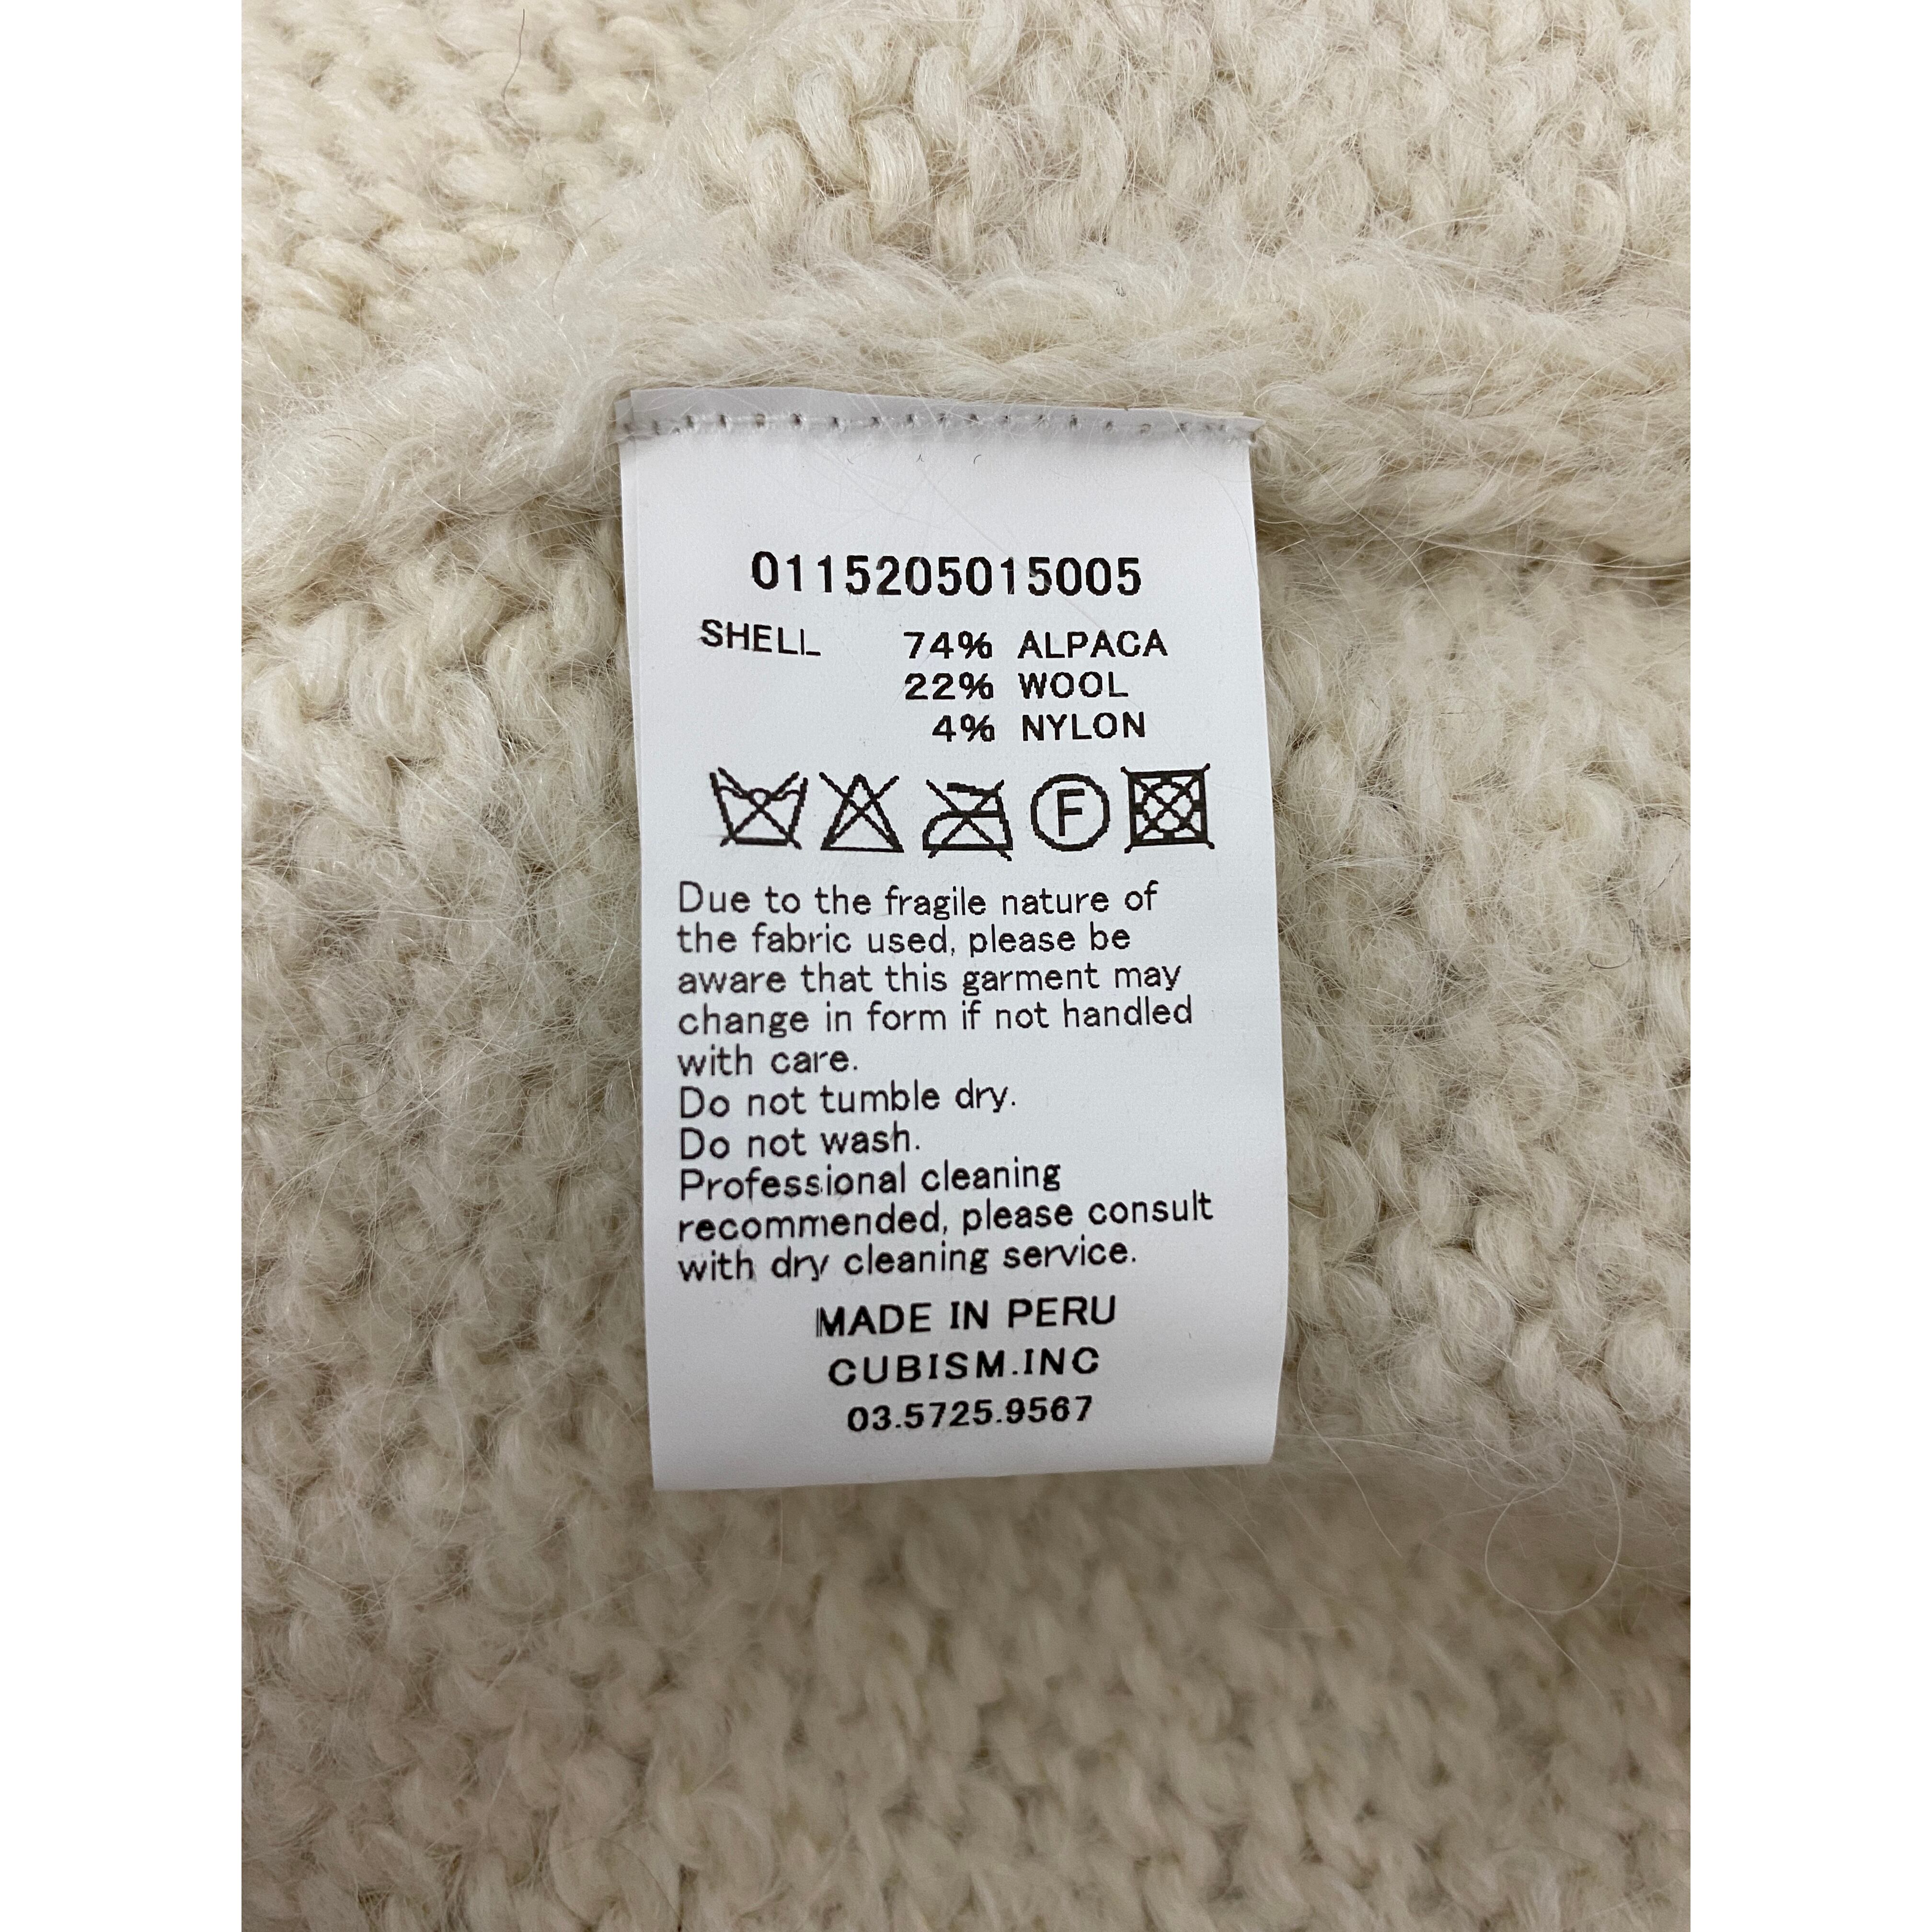 0115205015005
SHELL 74% ALPACA
22% WOOL
4% NYLON
F
Due to the fragile nature of
the fabric used, please be
aware that this garment may
change in form if not handled
with care.
Do not tumble dry.
Do not wash.
Professional cleaning
recommended, please consult
with dry cleaning service.
MADE IN PERU
CUBISM.INC
03.5725.9567